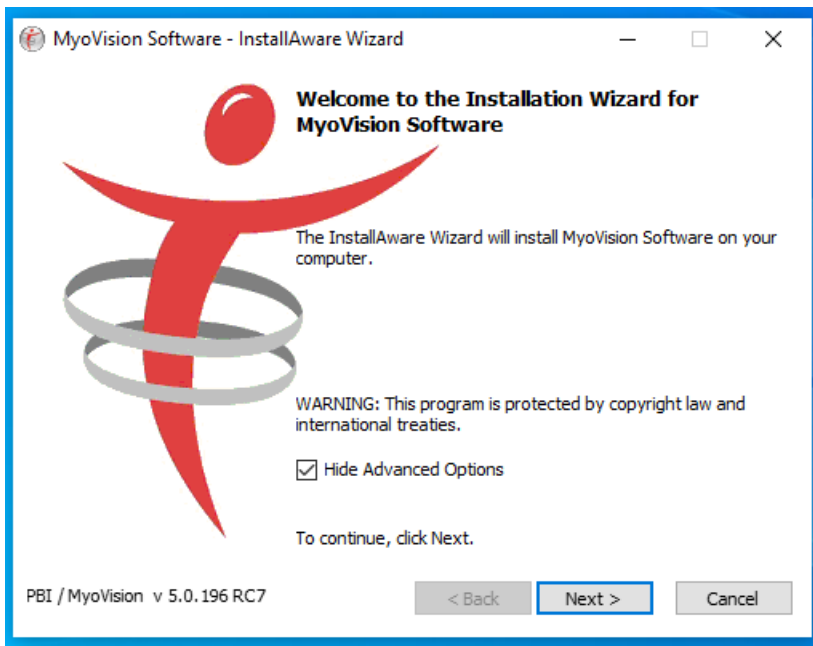 MyoVision Software - InstallAware Wizard
Welcome to the Installation Wizard for
MyoVision Software
The InstallAware Wizard will install MyoVision Software on your
computer.
WARNING: This program is protected by copyright law and
international treaties.
Hide Advanced Options
To continue, click Next.
PBI / MyoVision v 5.0.196 RC7
< Back Next > Cancel